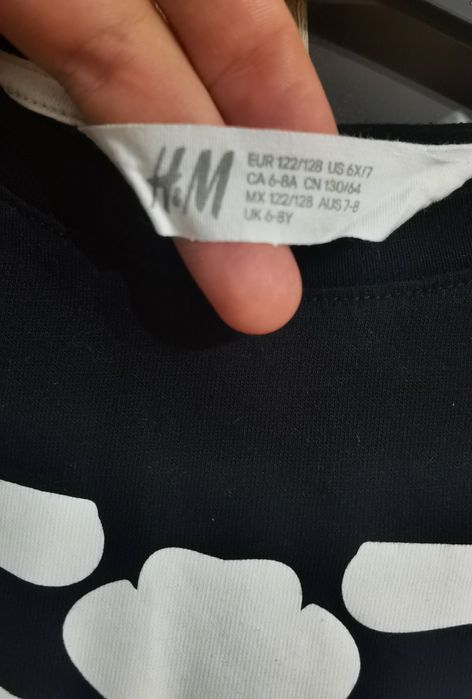 H&M
EUR 122/128 US 6X/7
CA 6-8A CN 130/64
MX 122/128 AUS 7-8
UK 6-8Y